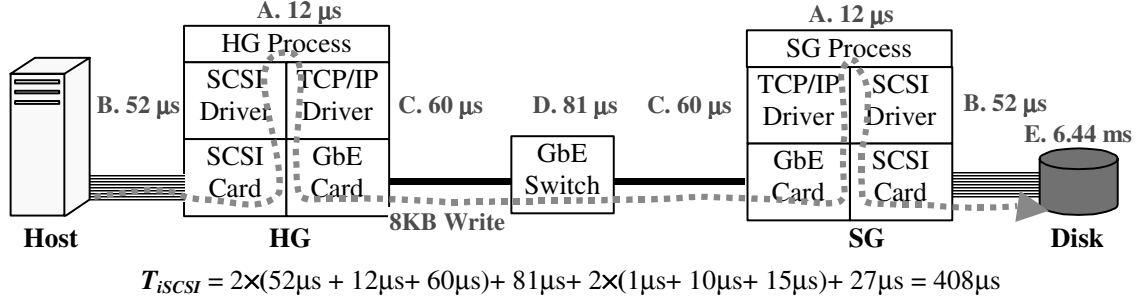 A. 12 µs
A. 12 µs
HG Process
SG Process
SCSI Driver
TCP/IP Driver
TCP/IP Driver
SCSI Driver
B. 52 µs
C. 60 µs
D. 81 µs
C. 60 µs
B. 52 µs
E. 6.44 ms
SCSI Card
GbE Card
GbE Switch
GbE Card
SCSI Card
8KB Write
Host
HG
SG
Disk
T_iSCSI = 2×(52µs + 12µs+ 60µs)+ 81µs+ 2×(1µs+ 10µs+ 15µs)+ 27µs = 408µs